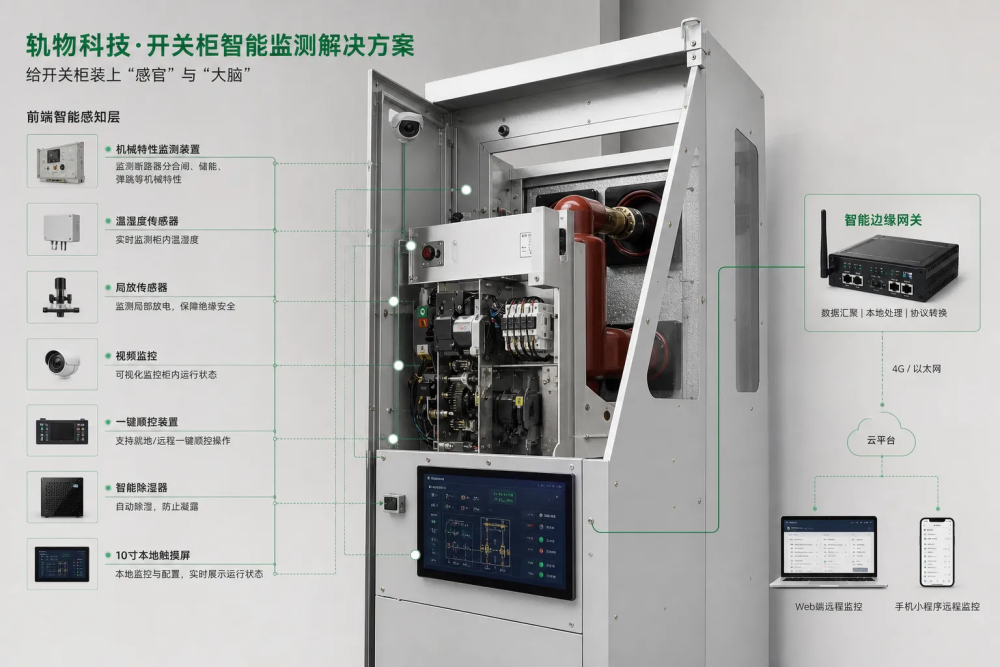 轨物科技·开关柜智能监测解决方案
给开关柜装上“感官”与“大脑”
前端智能感知层
机械特性监测装置
监测断路器分合闸、储能、
弹跳等机械特性
温湿度传感器
实时监测柜内温湿度
局放传感器
监测局部放电，保障绝缘安全
视频监控
可视化监控柜内运行状态
一键顺控装置
支持就地/远程一键顺控操作
智能除湿器
自动除湿，防止凝露
10寸本地触摸屏
本地监控与配置，实时展示运行状态
智能边缘网关
数据汇聚 | 本地处理 | 协议转换
4G / 以太网
云平台
Web端远程监控
手机小程序远程监控